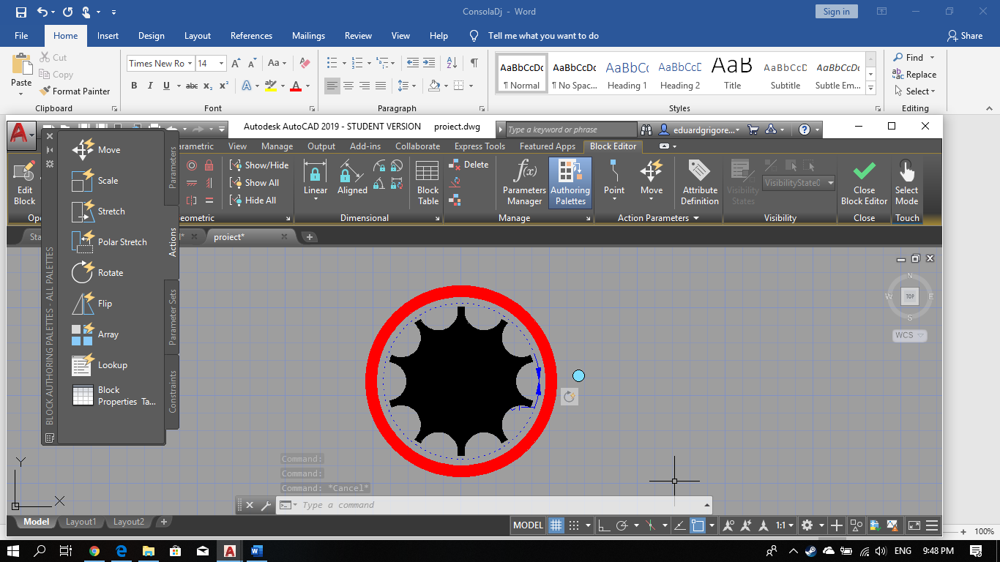 ConsolaDj - Word
Sign in
File Home Insert Design Layout References Mailings Review View Help Tell me what you want to do Share
Paste
Cut
Copy
Format Painter
Clipboard
Times New Ro 14
Aa
B I U abc x₂ x²
Font
Paragraph
AaBbCcDc AaBbCcDc AaBbCc AaBbCcD AaB AaBbCcD AaBbCcDc
¶ Normal ¶ No Spac... Heading 1 Heading 2 Title Subtitle Subtle Em...
Styles
Find
Replace
Select
Editing
Autodesk AutoCAD 2019 - STUDENT VERSION project.dwg
Type a keyword or phrase
eduardgrigore...
View Manage Output Add-ins Collaborate Express Tools Featured Apps Block Editor
Edit
Block
Show/Hide
Show All
Hide All
Linear
Aligned
Dimensional
Block
Table
Delete
Parameters
Manager
Authoring
Palettes
Manage
Point
Move
Action Parameters
Attribute
Definition
Visibility
States
VisibilityState0
Visibility
Close
Block Editor
Close
Select
Mode
Touch
proiect*
BLOCK AUTHORING PALETTES - ALL PALETTES
Move
Scale
Stretch
Polar Stretch
Rotate
Flip
Array
Lookup
Block
Properties Ta...
Parameters
Actions
Parameter Sets
Constraints
N
W TOP E
S
WCS
Y
X
Command:
Command:
Command: *Cancel*
Type a command
Model Layout1 Layout2
MODEL
1:1
100%
ENG 9:48 PM